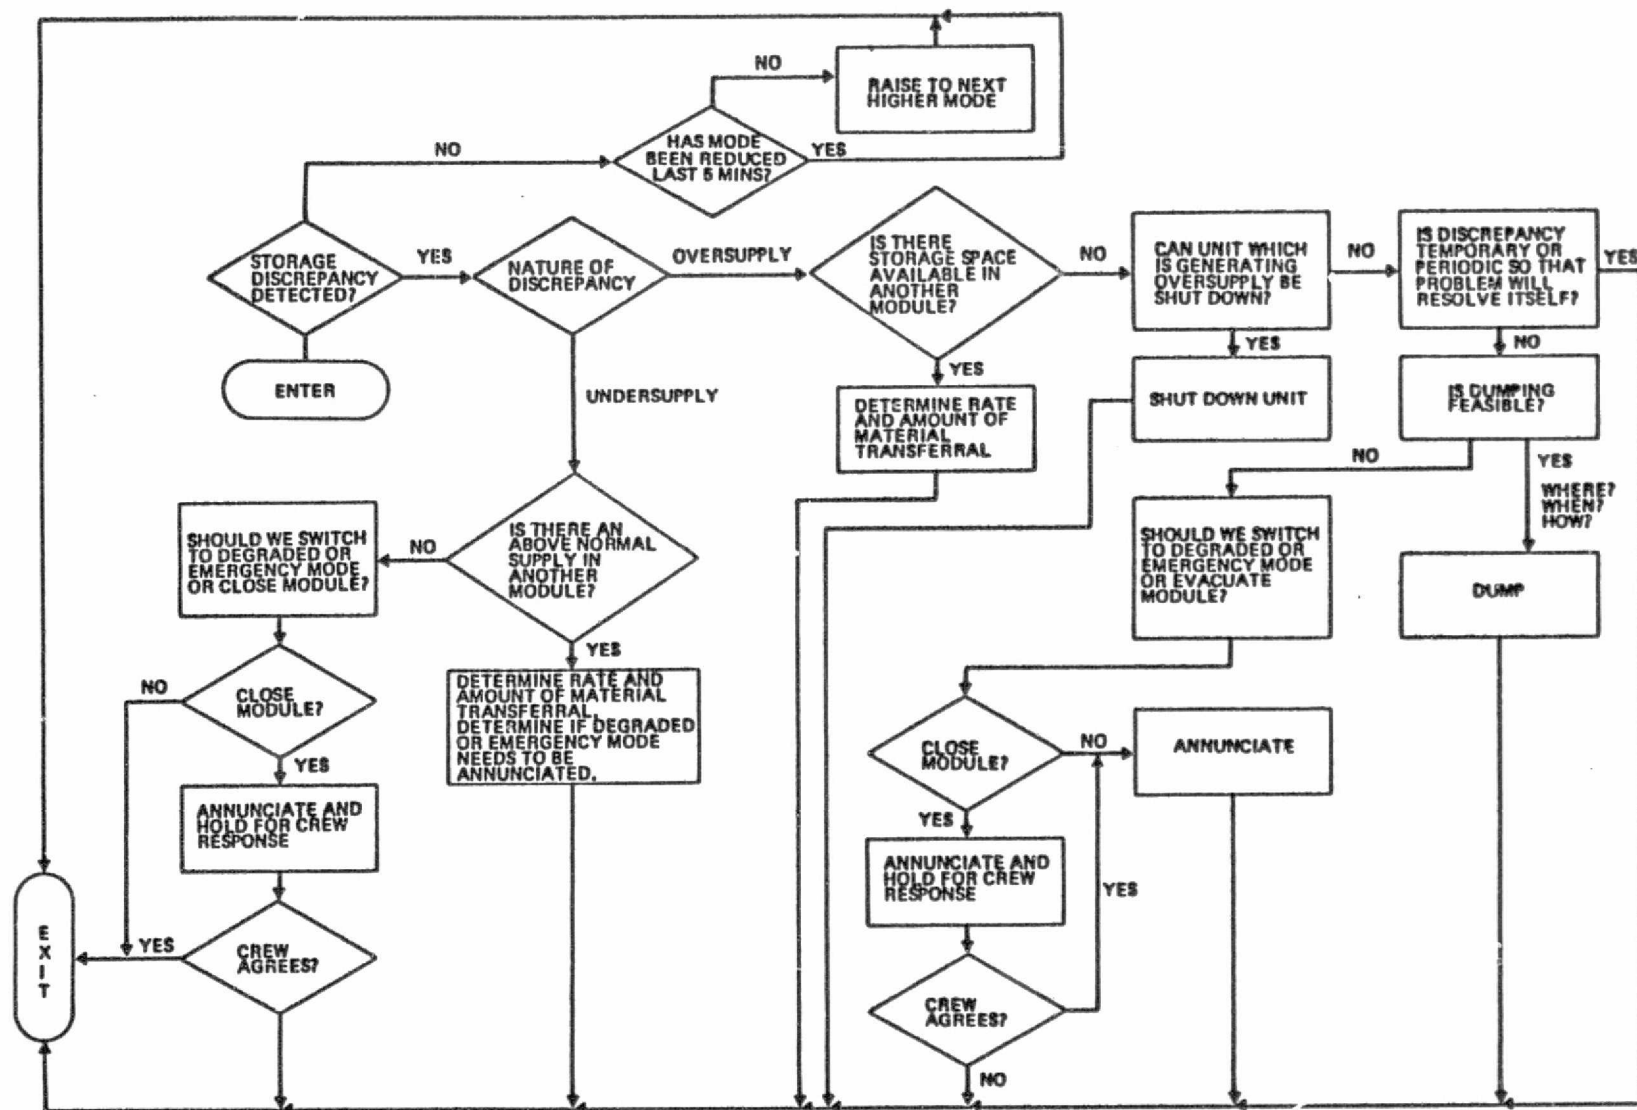 NO
RAISE TO NEXT
HIGHER MODE
NO
HAS MODE
BEEN REDUCED
LAST 5 MINS?
YES
STORAGE
DISCREPANCY
DETECTED?
YES
NATURE OF
DISCREPANCY
OVERSUPPLY
IS THERE
STORAGE SPACE
AVAILABLE IN
ANOTHER
MODULE?
NO
CAN UNIT WHICH
IS GENERATING
OVERSUPPLY BE
SHUT DOWN?
NO
IS DISCREPANCY
TEMPORARY OR
PERIODIC SO THAT
PROBLEM WILL
RESOLVE ITSELF?
YES
ENTER
UNDERSUPPLY
YES
DETERMINE RATE
AND AMOUNT OF
MATERIAL
TRANSFERRAL
YES
SHUT DOWN UNIT
NO
IS DUMPING
FEASIBLE?
NO
YES
WHERE?
WHEN?
HOW?
SHOULD WE SWITCH
TO DEGRADED OR
EMERGENCY MODE
OR CLOSE MODULE?
NO
IS THERE AN
ABOVE NORMAL
SUPPLY IN
ANOTHER
MODULE?
SHOULD WE SWITCH
TO DEGRADED OR
EMERGENCY MODE
OR EVACUATE
MODULE?
DUMP
YES
DETERMINE RATE AND
AMOUNT OF MATERIAL
TRANSFERRAL.
DETERMINE IF DEGRADED
OR EMERGENCY MODE
NEEDS TO BE
ANNUNCIATED.
NO
CLOSE
MODULE?
YES
CLOSE
MODULE?
NO
ANNUNCIATE
YES
ANNUNCIATE AND
HOLD FOR CREW
RESPONSE
ANNUNCIATE AND
HOLD FOR CREW
RESPONSE
YES
EXIT
YES
CREW
AGREES?
CREW
AGREES?
NO